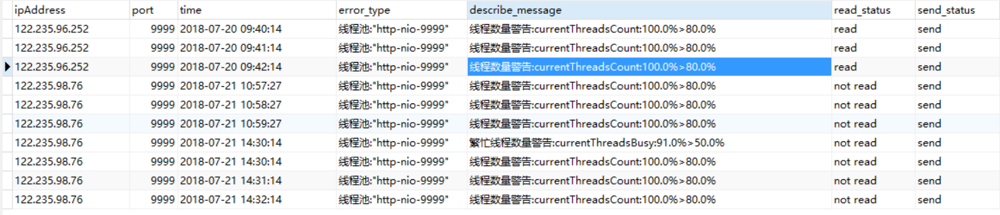 ipAddress port time error_type describe_message read_status send_status
122.235.96.252 9999 2018-07-20 09:40:14 线程池:"http-nio-9999" 线程数量警告:currentThreadsCount:100.0%>80.0% read send
122.235.96.252 9999 2018-07-20 09:41:14 线程池:"http-nio-9999" 线程数量警告:currentThreadsCount:100.0%>80.0% read send
122.235.96.252 9999 2018-07-20 09:42:14 线程池:"http-nio-9999" 线程数量警告:currentThreadsCount:100.0%>80.0% read send
122.235.98.76 9999 2018-07-21 10:57:27 线程池:"http-nio-9999" 线程数量警告:currentThreadsCount:100.0%>80.0% not read send
122.235.98.76 9999 2018-07-21 10:58:27 线程池:"http-nio-9999" 线程数量警告:currentThreadsCount:100.0%>80.0% not read send
122.235.98.76 9999 2018-07-21 10:59:27 线程池:"http-nio-9999" 线程数量警告:currentThreadsCount:100.0%>80.0% not read send
122.235.98.76 9999 2018-07-21 14:30:14 线程池:"http-nio-9999" 繁忙线程数量警告:currentThreadsBusy:91.0%>50.0% not read send
122.235.98.76 9999 2018-07-21 14:30:14 线程池:"http-nio-9999" 线程数量警告:currentThreadsCount:100.0%>80.0% not read send
122.235.98.76 9999 2018-07-21 14:31:14 线程池:"http-nio-9999" 线程数量警告:currentThreadsCount:100.0%>80.0% not read send
122.235.98.76 9999 2018-07-21 14:32:14 线程池:"http-nio-9999" 线程数量警告:currentThreadsCount:100.0%>80.0% not read send